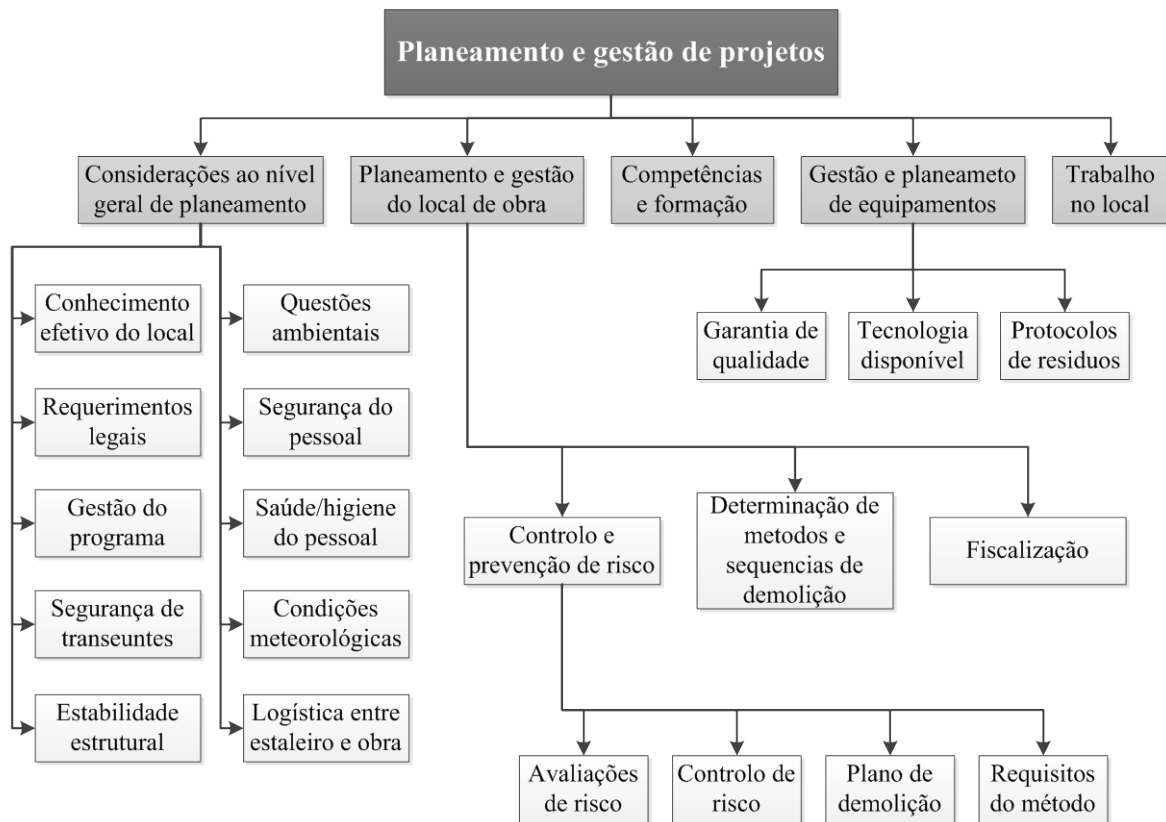 Planeamento e gestão de projetos
Considerações ao nível
geral de planeamento
Planeamento e gestão
do local de obra
Competências
e formação
Gestão e planeameto
de equipamentos
Trabalho
no local
Conhecimento
efetivo do local
Questões
ambientais
Requerimentos
legais
Segurança do
pessoal
Gestão do
programa
Saúde/higiene
do pessoal
Segurança de
transeuntes
Condições
meteorológicas
Estabilidade
estrutural
Logística entre
estaleiro e obra
Garantia de
qualidade
Tecnologia
disponível
Protocolos
de residuos
Controlo e
prevenção de risco
Determinação de
metodos e
sequencias de
demolição
Fiscalização
Avaliações
de risco
Controlo de
risco
Plano de
demolição
Requisitos
do método